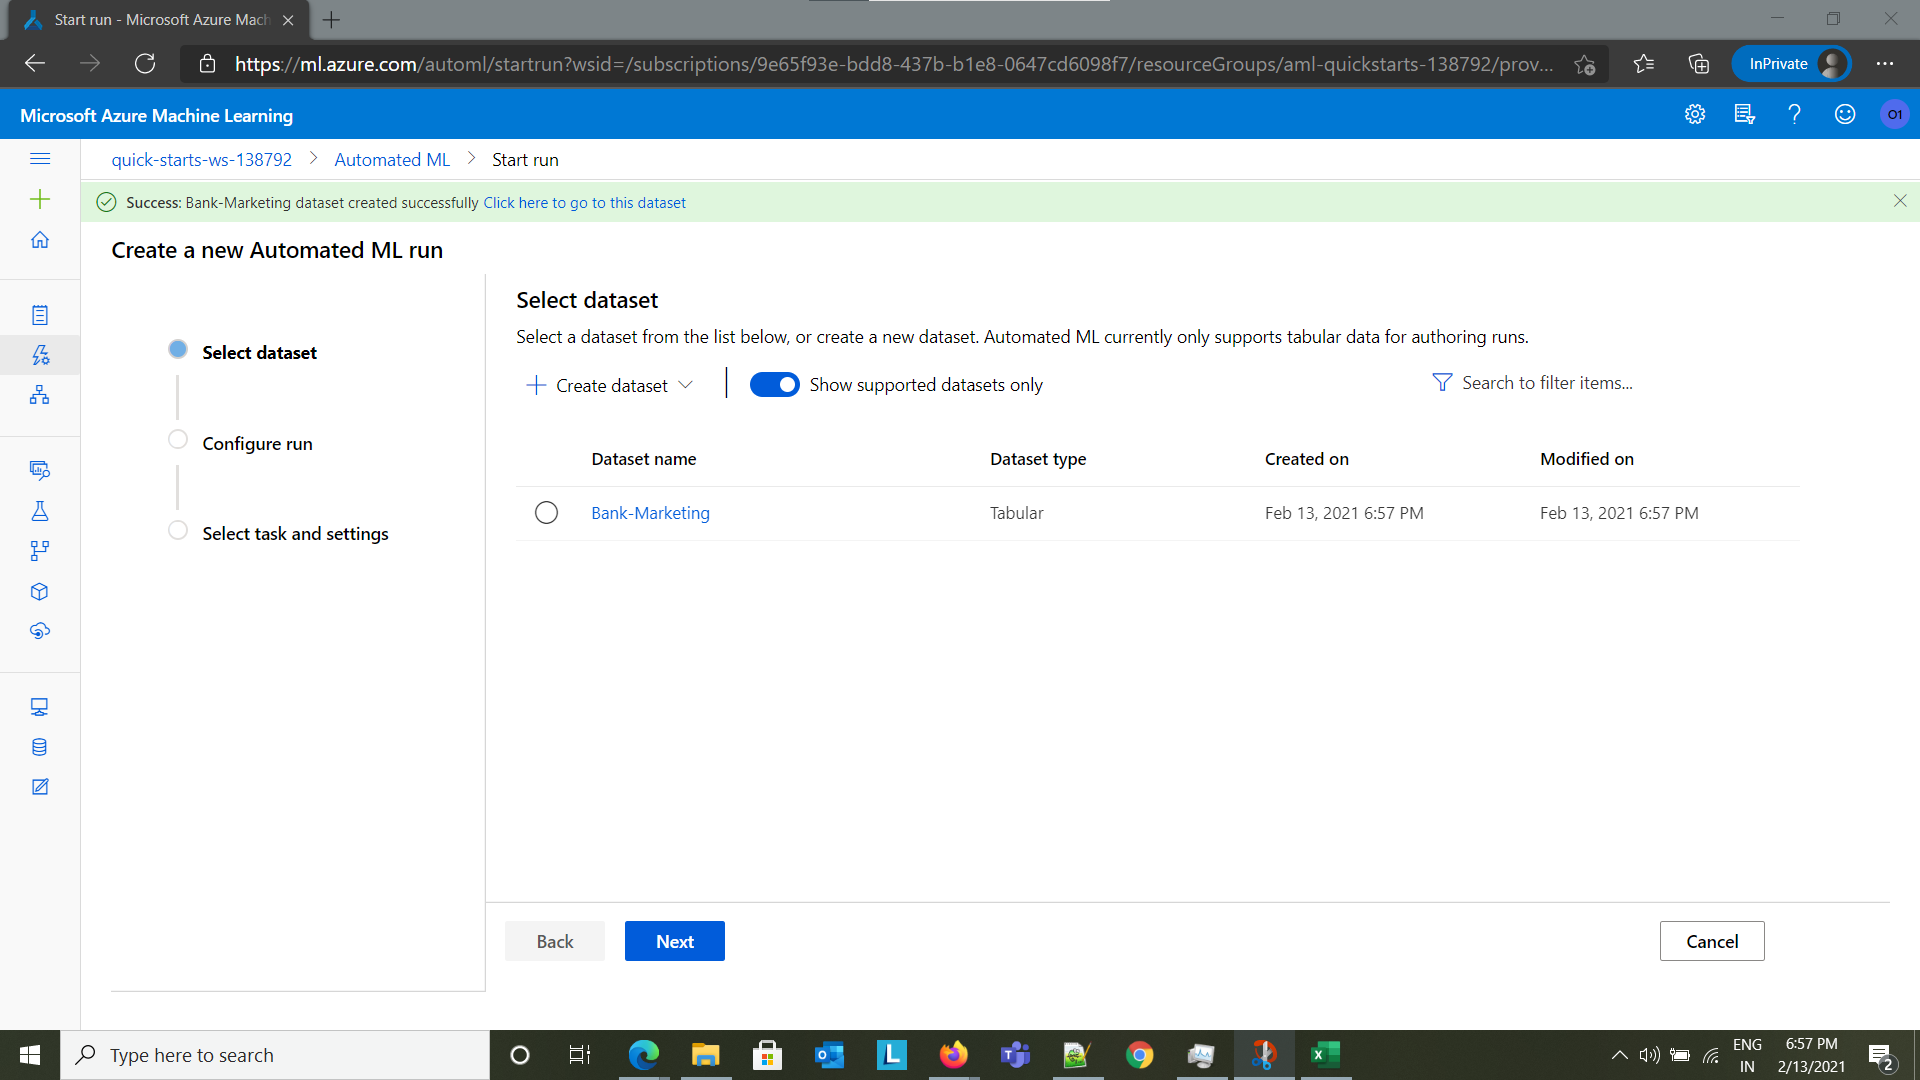 Start run - Microsoft Azure Mach
https://ml.azure.com/automl/startrun?wsid=/subscriptions/9e65f93e-bdd8-437b-b1e8-0647cd6098f7/resourceGroups/aml-quickstarts-138792/prov...
InPrivate
Microsoft Azure Machine Learning
O1
quick-starts-ws-138792 > Automated ML > Start run
Success: Bank-Marketing dataset created successfully Click here to go to this dataset
Create a new Automated ML run
Select dataset
Configure run
Select task and settings
Select dataset
Select a dataset from the list below, or create a new dataset. Automated ML currently only supports tabular data for authoring runs.
Create dataset
Show supported datasets only
Search to filter items...
Dataset name Dataset type Created on Modified on
Bank-Marketing Tabular Feb 13, 2021 6:57 PM Feb 13, 2021 6:57 PM
Back Next Cancel
Type here to search
ENG
IN
6:57 PM
2/13/2021
2